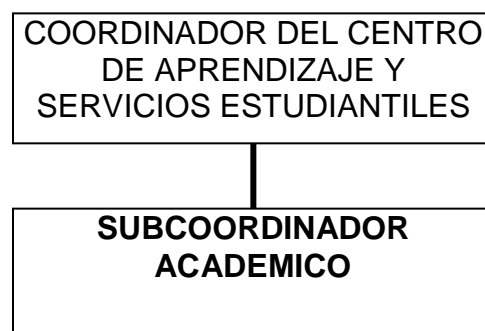 COORDINADOR DEL CENTRO
DE APRENDIZAJE Y
SERVICIOS ESTUDIANTILES
SUBCOORDINADOR
ACADEMICO